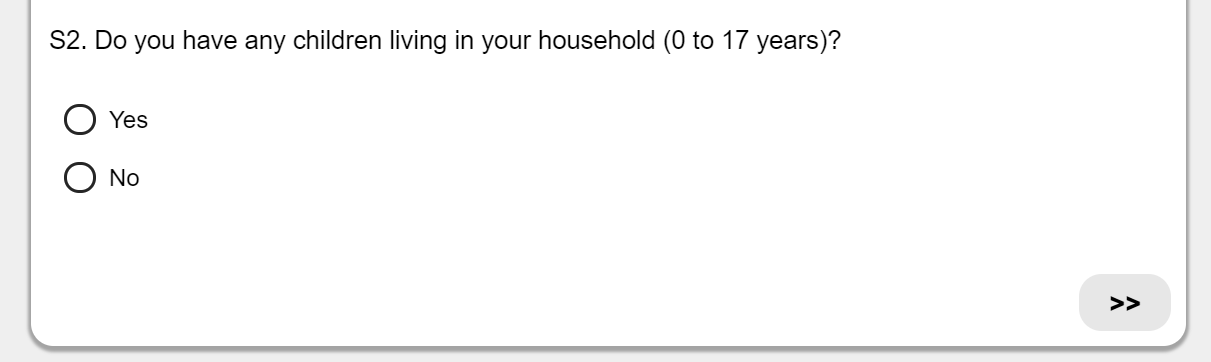 S2. Do you have any children living in your household (0 to 17 years)?
Yes
No
>>